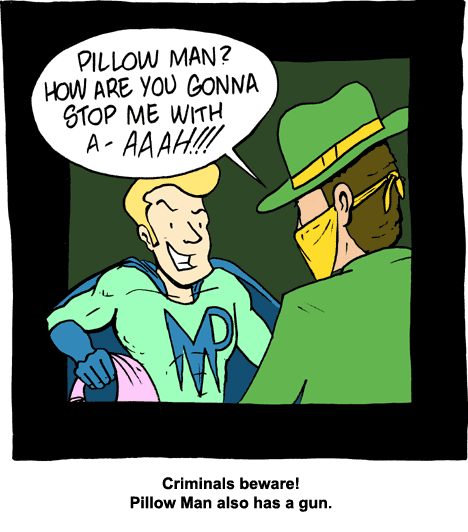 PILLOW MAN?
HOW ARE YOU GONNA
STOP ME WITH
A- AAAH!!!!
MP
Criminals beware!
Pillow Man also has a gun.